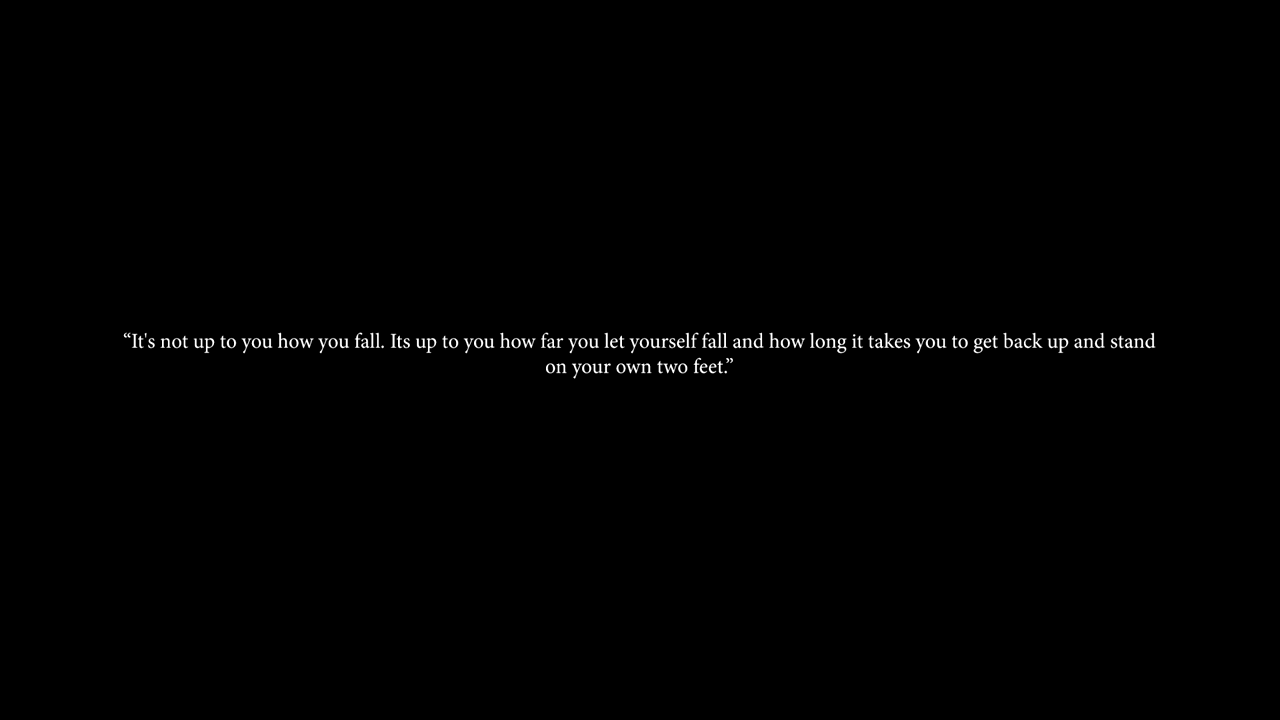 “It's not up to you how you fall. Its up to you how far you let yourself fall and how long it takes you to get back up and stand
on your own two feet.”